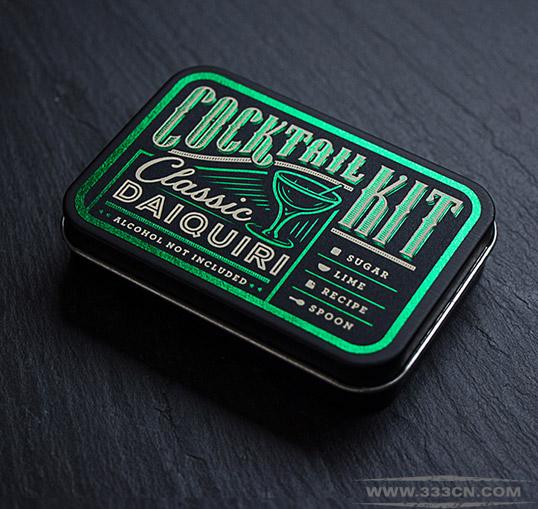 COCKTAIL
KIT
Classic
DAIQUIRI
ALCOHOL NOT INCLUDED
SUGAR
LIME
RECIPE
SPOON
WWW.333CN.COM